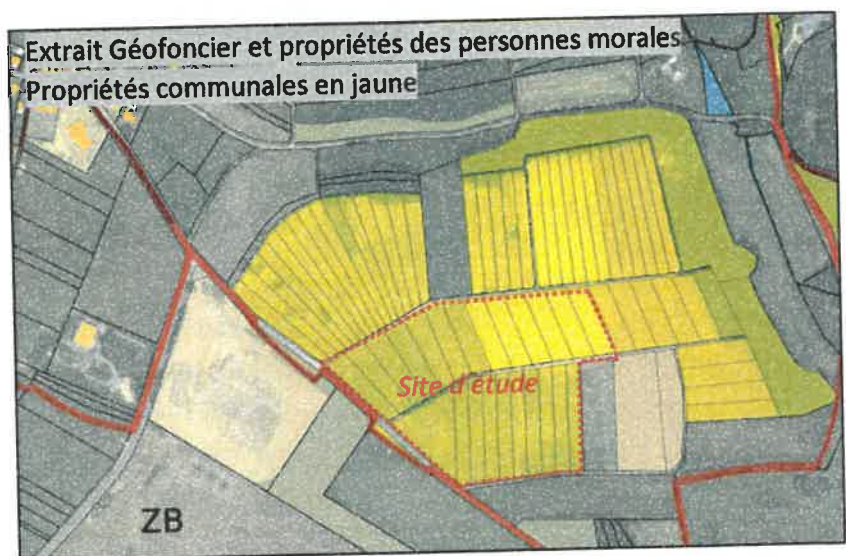 Extrait Géofoncier et propriétés des personnes morales
Propriétés communales en jaune
Site d'étude
ZB